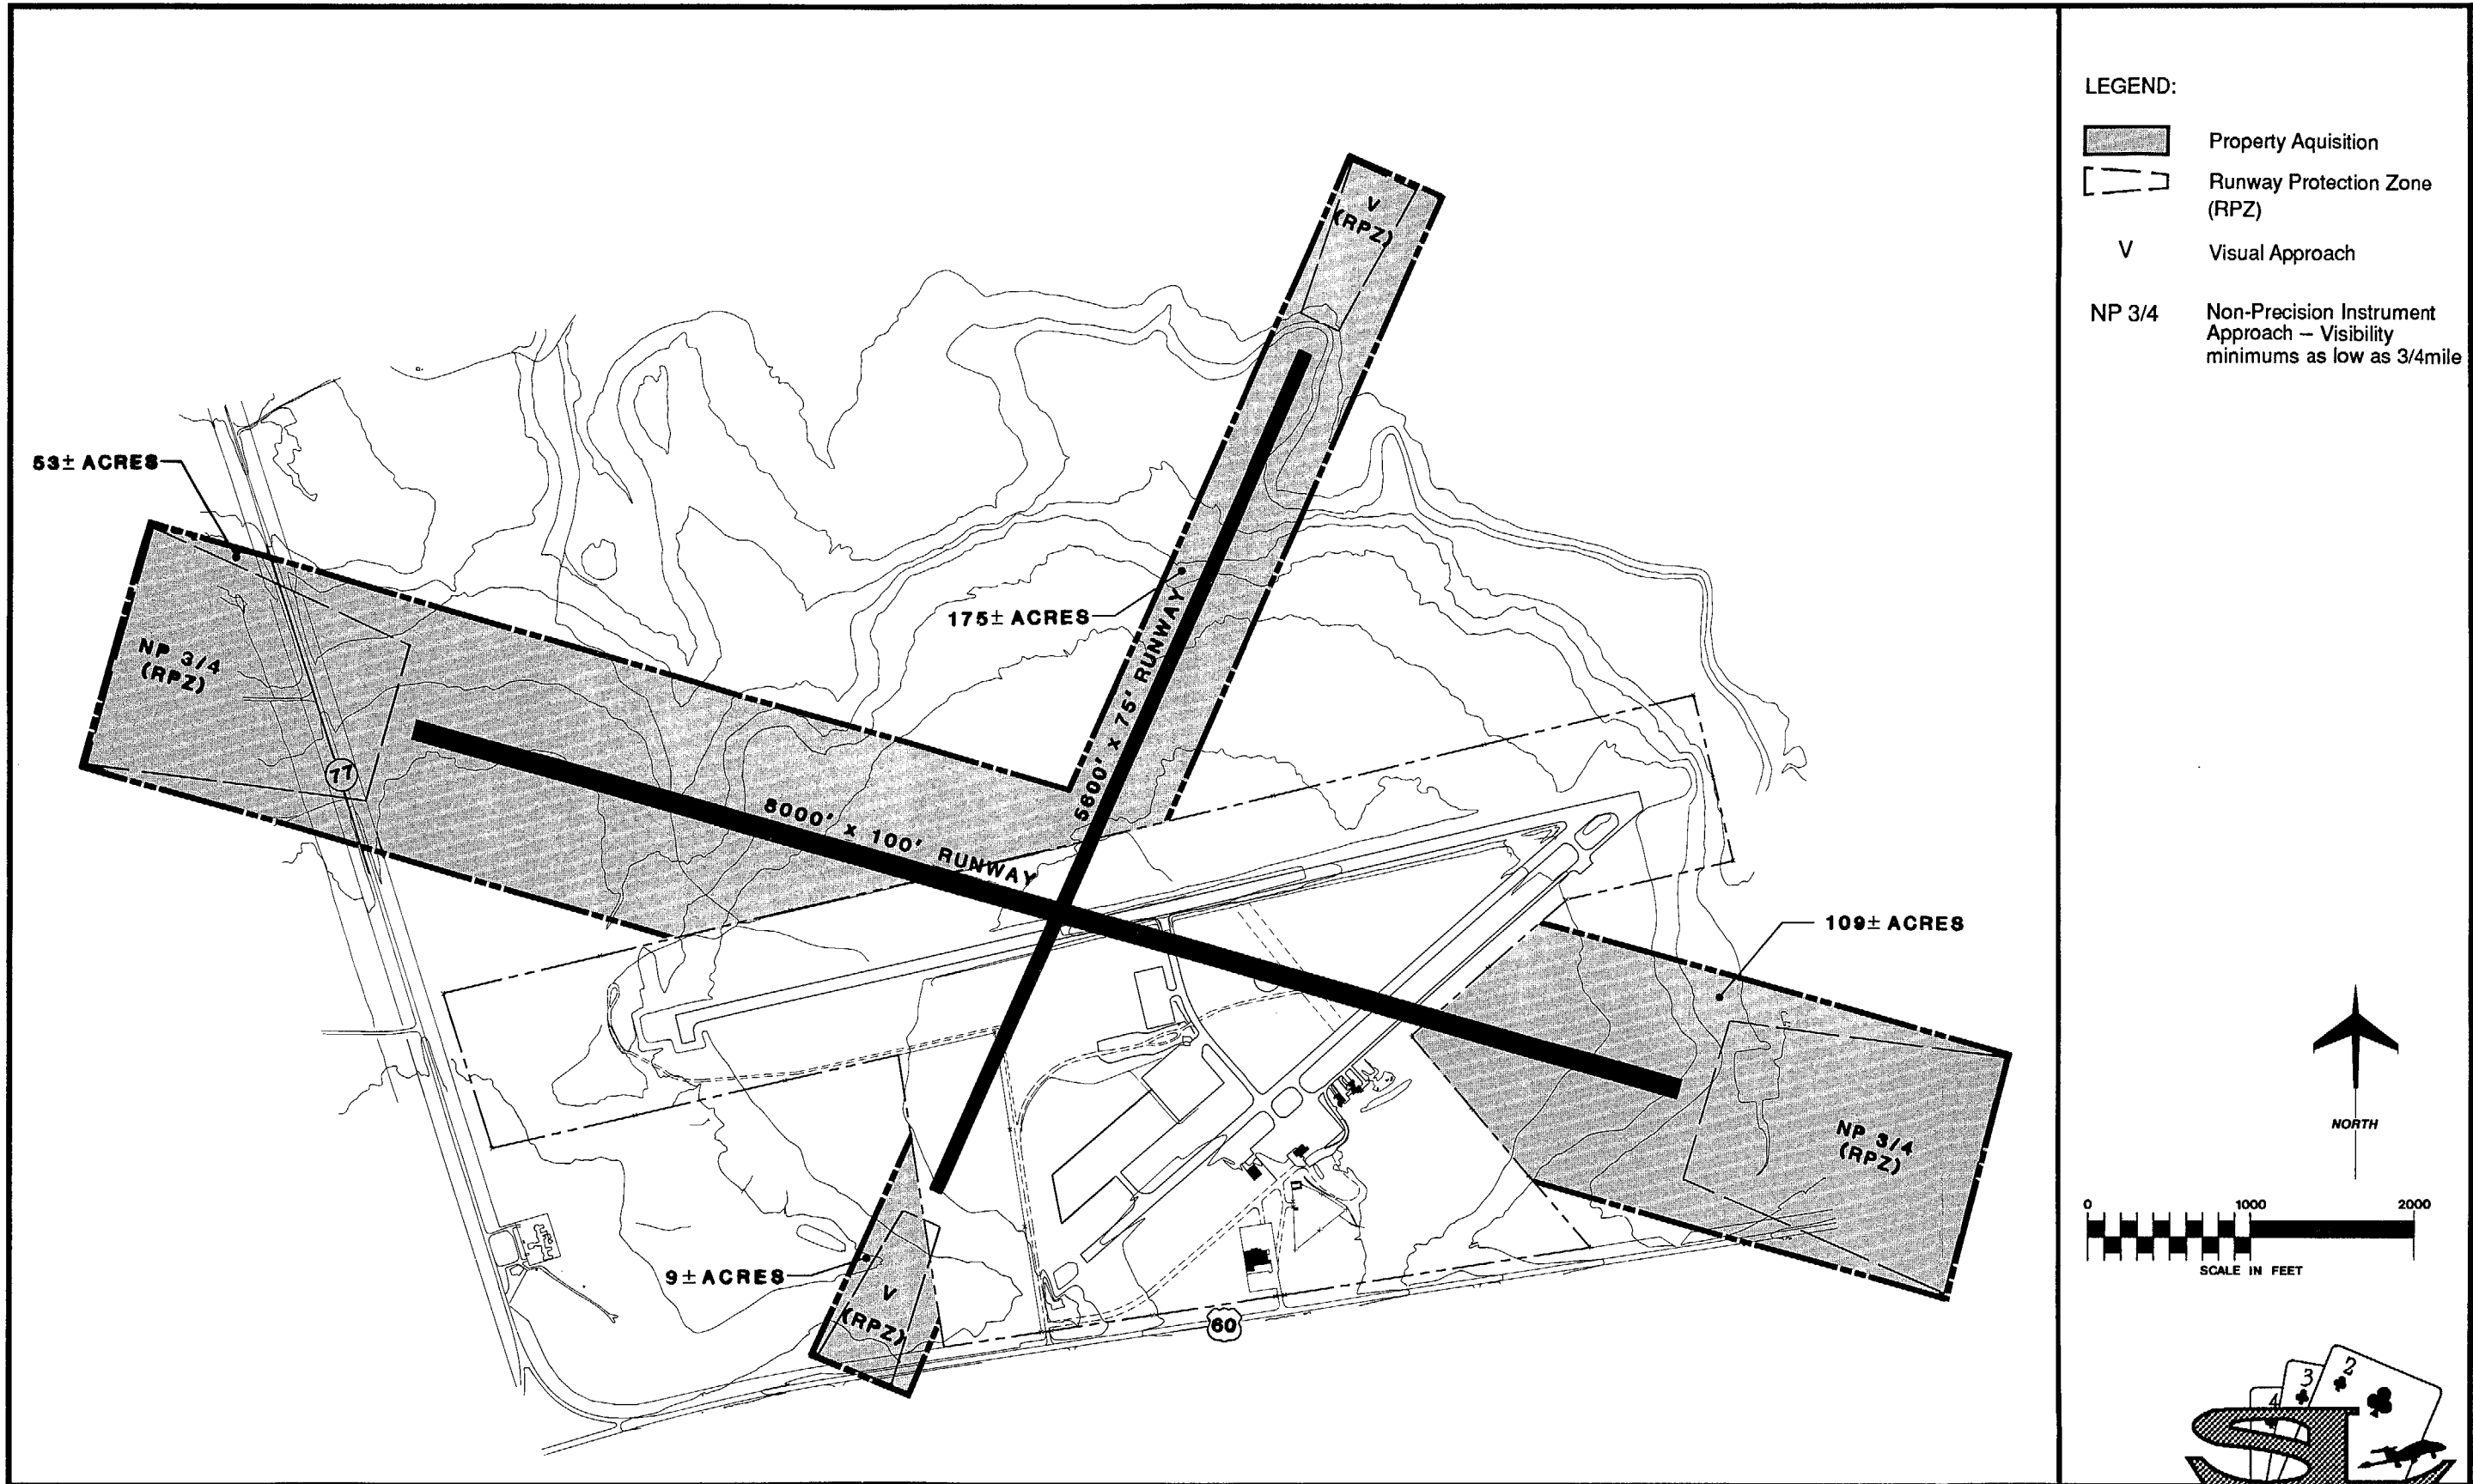 V
(RPZ)
53± ACRES
175± ACRES
NP 3/4
(RPZ)
77
5600' x 75' RUNWAY
8000' x 100' RUNWAY
109± ACRES
NP 3/4
(RPZ)
9± ACRES
V
(RPZ)
60
LEGEND:
Property Aquisition
Runway Protection Zone
(RPZ)
V Visual Approach
NP 3/4 Non-Precision Instrument
Approach – Visibility
minimums as low as 3/4mile
NORTH
0 1000 2000
SCALE IN FEET
4 3 2